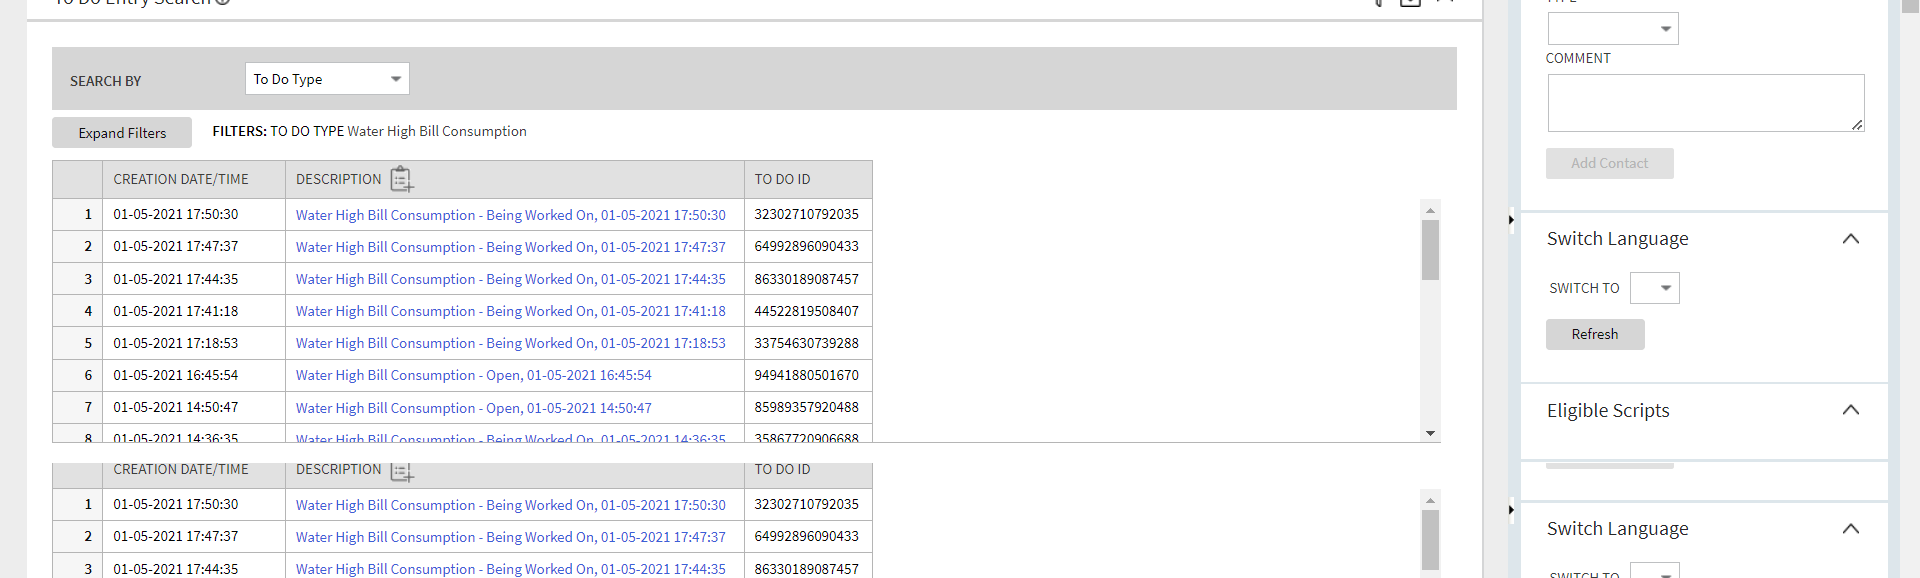 To Do Entry Search
SEARCH BY To Do Type
Expand Filters FILTERS: TO DO TYPE Water High Bill Consumption
CREATION DATE/TIME DESCRIPTION TO DO ID
1 01-05-2021 17:50:30 Water High Bill Consumption - Being Worked On, 01-05-2021 17:50:30 32302710792035
2 01-05-2021 17:47:37 Water High Bill Consumption - Being Worked On, 01-05-2021 17:47:37 64992896090433
3 01-05-2021 17:44:35 Water High Bill Consumption - Being Worked On, 01-05-2021 17:44:35 86330189087457
4 01-05-2021 17:41:18 Water High Bill Consumption - Being Worked On, 01-05-2021 17:41:18 44522819508407
5 01-05-2021 17:18:53 Water High Bill Consumption - Being Worked On, 01-05-2021 17:18:53 33754630739288
6 01-05-2021 16:45:54 Water High Bill Consumption - Open, 01-05-2021 16:45:54 94941880501670
7 01-05-2021 14:50:47 Water High Bill Consumption - Open, 01-05-2021 14:50:47 85989357920488
8 01-05-2021 14:36:35 Water High Bill Consumption - Being Worked On, 01-05-2021 14:36:35 35867720906688
CREATION DATE/TIME DESCRIPTION TO DO ID
1 01-05-2021 17:50:30 Water High Bill Consumption - Being Worked On, 01-05-2021 17:50:30 32302710792035
2 01-05-2021 17:47:37 Water High Bill Consumption - Being Worked On, 01-05-2021 17:47:37 64992896090433
3 01-05-2021 17:44:35 Water High Bill Consumption - Being Worked On, 01-05-2021 17:44:35 86330189087457
COMMENT
Add Contact
Switch Language
SWITCH TO
Refresh
Eligible Scripts
Switch Language
SWITCH TO